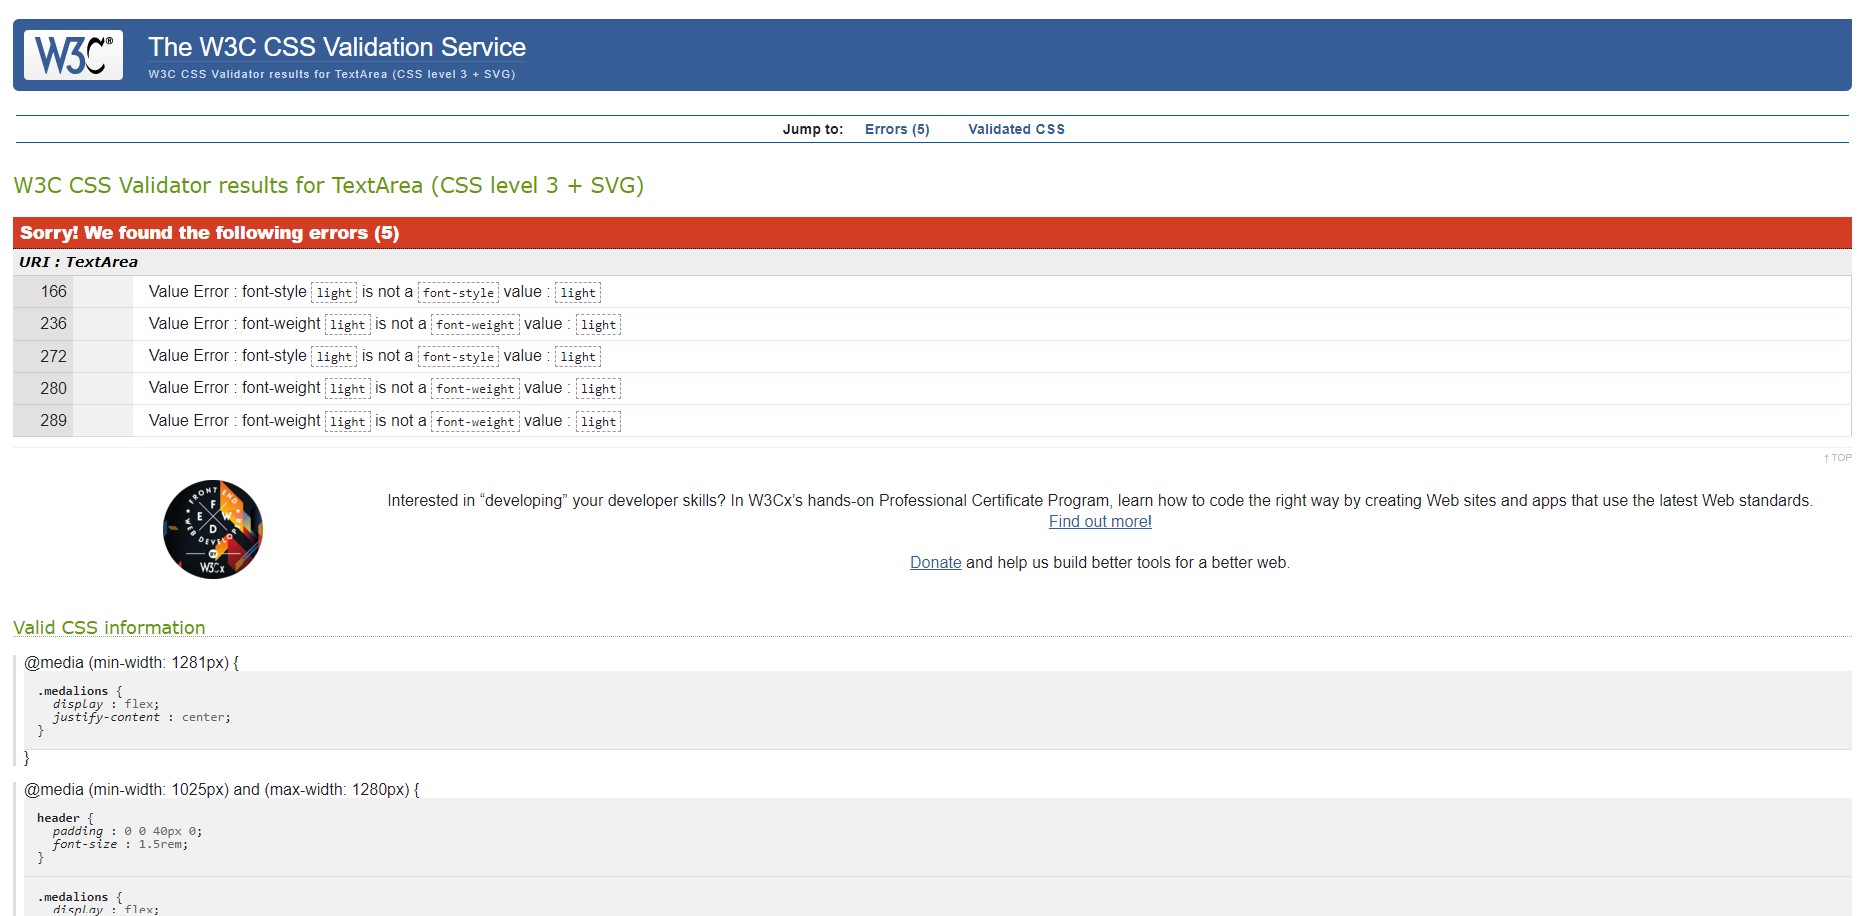 W3C®
The W3C CSS Validation Service
W3C CSS Validator results for TextArea (CSS level 3 + SVG)
Jump to: Errors (5) Validated CSS
W3C CSS Validator results for TextArea (CSS level 3 + SVG)
Sorry! We found the following errors (5)
URI : TextArea
166 Value Error : font-style light is not a font-style value : light
236 Value Error : font-weight light is not a font-weight value : light
272 Value Error : font-style light is not a font-style value : light
280 Value Error : font-weight light is not a font-weight value : light
289 Value Error : font-weight light is not a font-weight value : light
↑ TOP
FRONT END
F
E W
D
WEB DEVELOPER
BY
W3Cx
Interested in “developing” your developer skills? In W3Cx’s hands-on Professional Certificate Program, learn how to code the right way by creating Web sites and apps that use the latest Web standards.
Find out more!
Donate and help us build better tools for a better web.
Valid CSS information
@media (min-width: 1281px) {
.medalions {
display : flex;
justify-content : center;
}
}
@media (min-width: 1025px) and (max-width: 1280px) {
header {
padding : 0 0 40px 0;
font-size : 1.5rem;
}
.medalions {
display : flex;